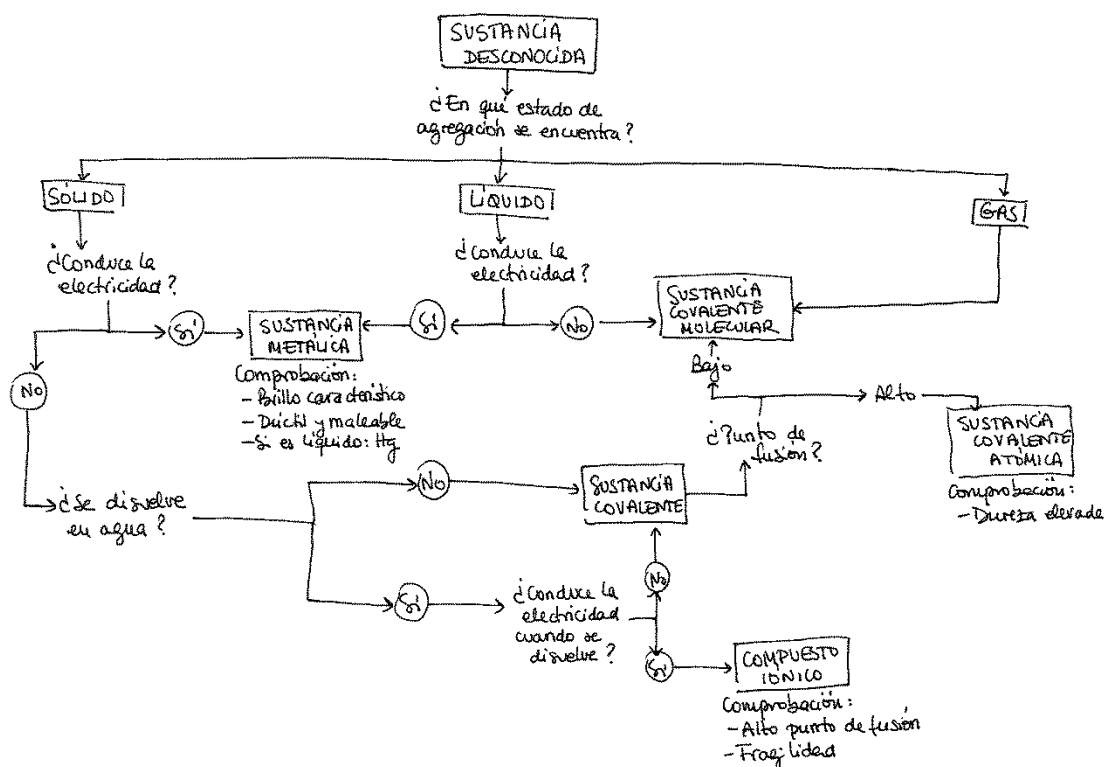 SUSTANCIA
DESCONOCIDA
¿En qué estado de
agregación se encuentra?
SÓLIDO
LÍQUIDO
GAS
¿Conduce la
electricidad?
¿Conduce la
electricidad?
SUSTANCIA
COVALENTE
MOLECULAR
Sí
SUSTANCIA
METÁLICA
Sí
No
Comprobación:
- Brillo característico
- Dúctil y maleable
- Si es líquido: Hg
No
Bajo
Alto
¿Punto de
fusión?
SUSTANCIA
COVALENTE
ATÓMICA
Comprobación:
- Dureza elevada
¿Se disuelve
en agua?
No
SUSTANCIA
COVALENTE
Sí
¿Conduce la
electricidad
cuando se
disuelve?
No
Sí
COMPUESTO
IÓNICO
Comprobación:
- Alto punto de fusión
- Fragilidad